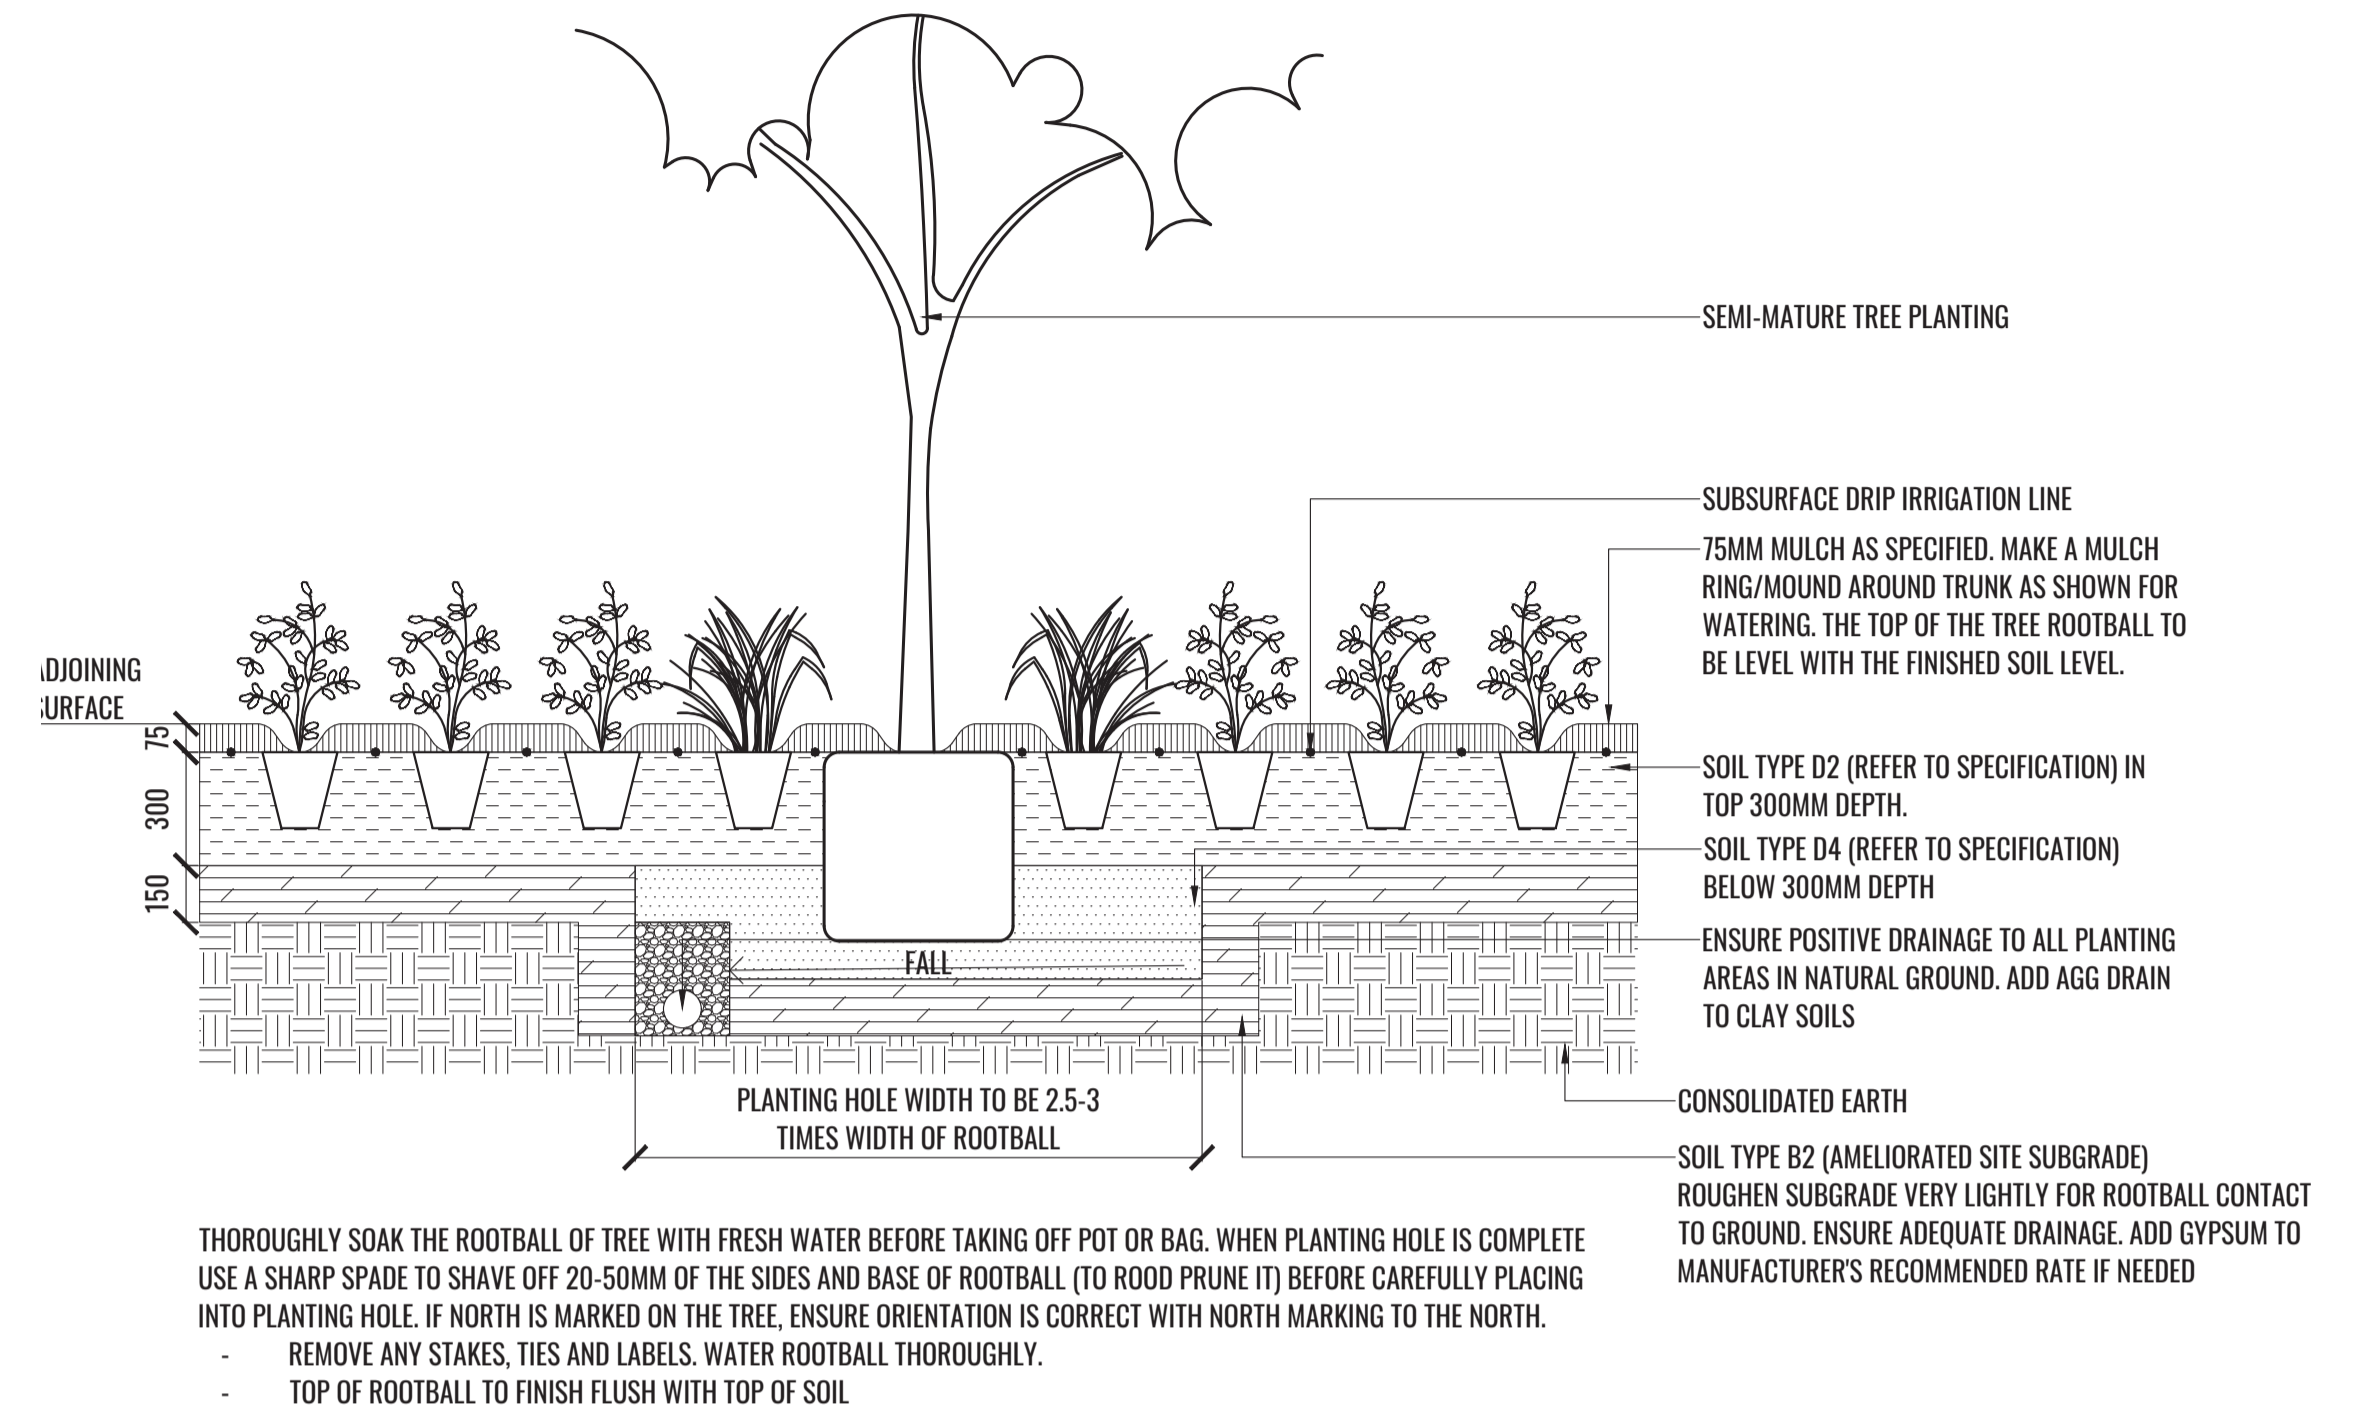 SEMI-MATURE TREE PLANTING
SUBSURFACE DRIP IRRIGATION LINE
75MM MULCH AS SPECIFIED. MAKE A MULCH
RING/MOUND AROUND TRUNK AS SHOWN FOR
WATERING. THE TOP OF THE TREE ROOTBALL TO
BE LEVEL WITH THE FINISHED SOIL LEVEL.
DJOINING
SURFACE
75
300
150
SOIL TYPE D2 (REFER TO SPECIFICATION) IN
TOP 300MM DEPTH.
SOIL TYPE D4 (REFER TO SPECIFICATION)
BELOW 300MM DEPTH
ENSURE POSITIVE DRAINAGE TO ALL PLANTING
AREAS IN NATURAL GROUND. ADD AGG DRAIN
TO CLAY SOILS
FALL
PLANTING HOLE WIDTH TO BE 2.5-3
TIMES WIDTH OF ROOTBALL
CONSOLIDATED EARTH
SOIL TYPE B2 (AMELIORATED SITE SUBGRADE)
ROUGHEN SUBGRADE VERY LIGHTLY FOR ROOTBALL CONTACT
TO GROUND. ENSURE ADEQUATE DRAINAGE. ADD GYPSUM TO
MANUFACTURER'S RECOMMENDED RATE IF NEEDED
THOROUGHLY SOAK THE ROOTBALL OF TREE WITH FRESH WATER BEFORE TAKING OFF POT OR BAG. WHEN PLANTING HOLE IS COMPLETE
USE A SHARP SPADE TO SHAVE OFF 20-50MM OF THE SIDES AND BASE OF ROOTBALL (TO ROOD PRUNE IT) BEFORE CAREFULLY PLACING
INTO PLANTING HOLE. IF NORTH IS MARKED ON THE TREE, ENSURE ORIENTATION IS CORRECT WITH NORTH MARKING TO THE NORTH.
- REMOVE ANY STAKES, TIES AND LABELS. WATER ROOTBALL THOROUGHLY.
- TOP OF ROOTBALL TO FINISH FLUSH WITH TOP OF SOIL